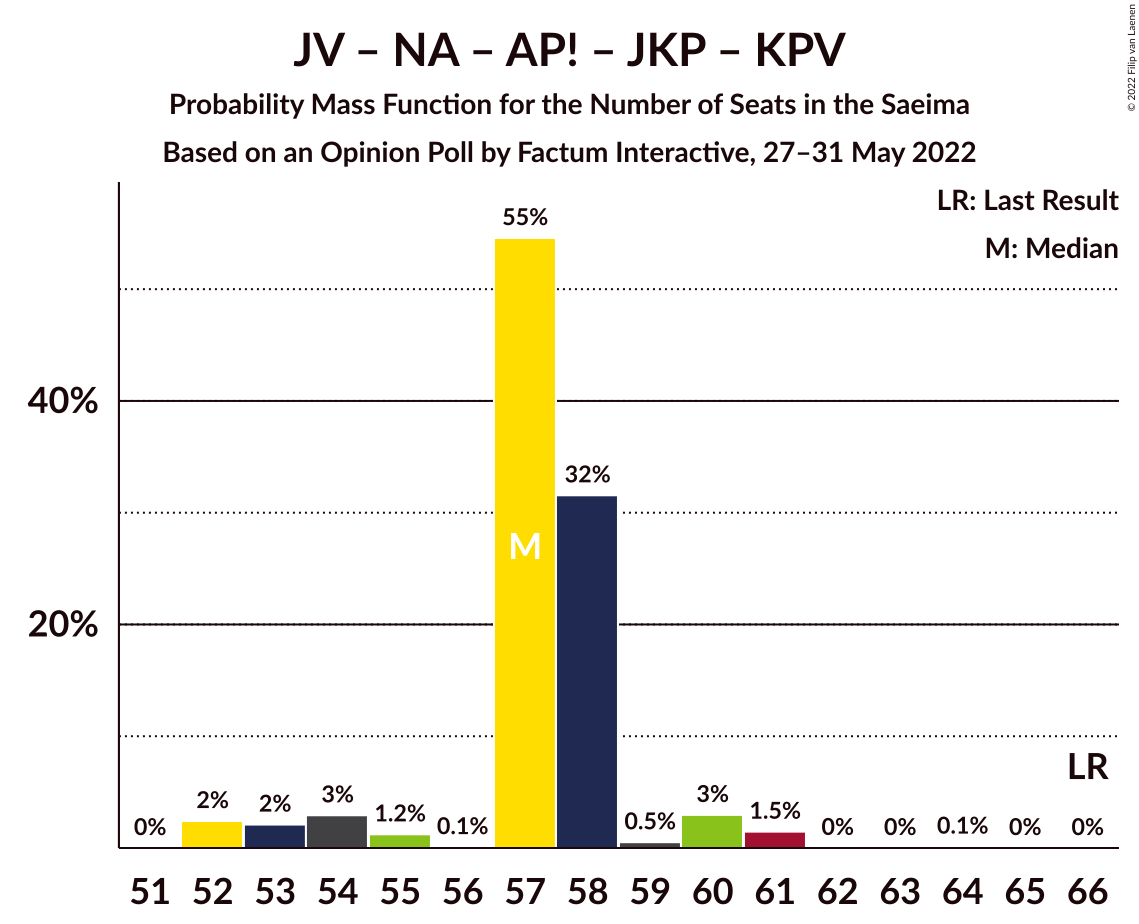 JV – NA – AP! – JKP – KPV
Probability Mass Function for the Number of Seats in the Saeima
Based on an Opinion Poll by Factum Interactive, 27–31 May 2022
© 2022 Filip van Laenen
LR: Last Result
M: Median
40%
20%
0%
2%
2%
3%
1.2%
0.1%
55%
M
32%
0.5%
3%
1.5%
0%
0%
0.1%
0%
0%
LR
51 52 53 54 55 56 57 58 59 60 61 62 63 64 65 66